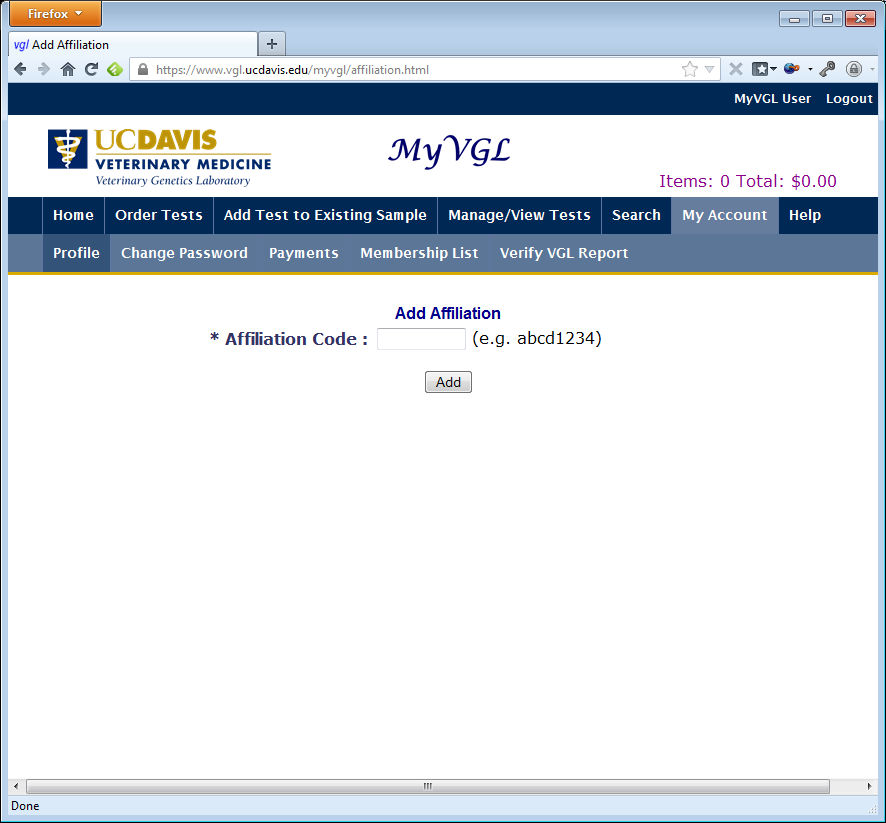 Firefox
vgl Add Affiliation
https://www.vgl.ucdavis.edu/myvgl/affiliation.html
MyVGL User Logout
UCDAVIS
VETERINARY MEDICINE
Veterinary Genetics Laboratory
MyVGL
Items: 0 Total: $0.00
Home Order Tests Add Test to Existing Sample Manage/View Tests Search My Account Help
Profile Change Password Payments Membership List Verify VGL Report
Add Affiliation
* Affiliation Code : (e.g. abcd1234)
Add
Done